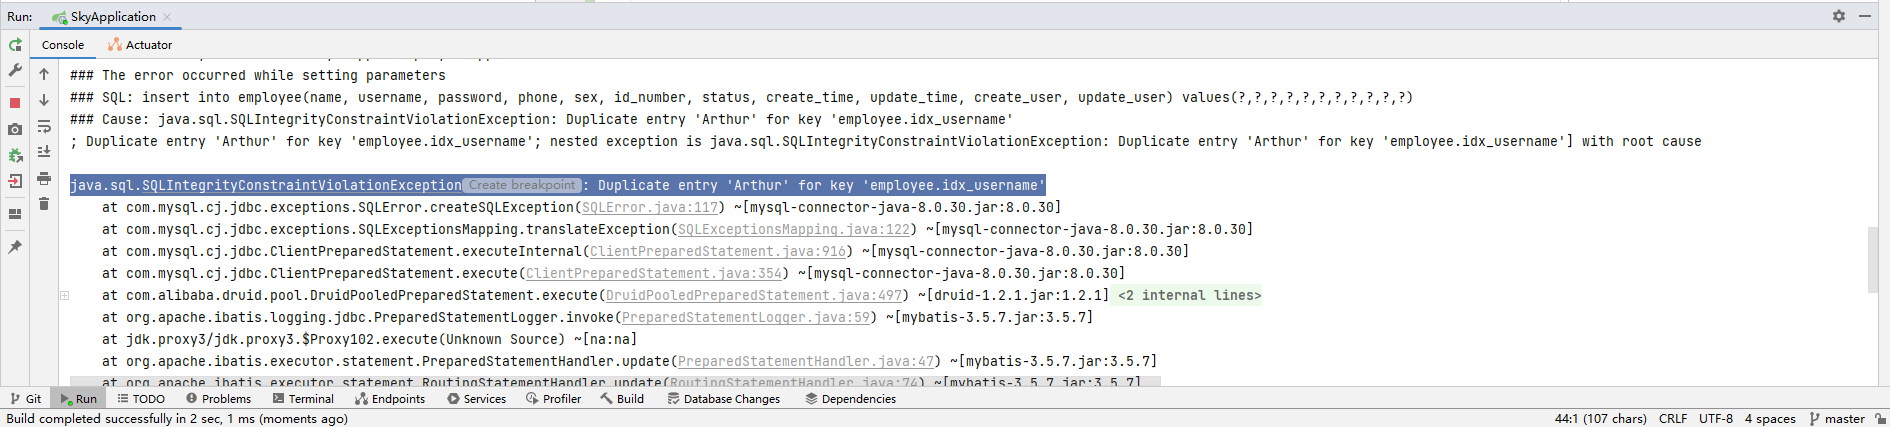 Run: SkyApplication
Console Actuator
### The error occurred while setting parameters
### SQL: insert into employee(name, username, password, phone, sex, id_number, status, create_time, update_time, create_user, update_user) values(?,?,?,?,?,?,?,?,?,?,?)
### Cause: java.sql.SQLIntegrityConstraintViolationException: Duplicate entry 'Arthur' for key 'employee.idx_username'
; Duplicate entry 'Arthur' for key 'employee.idx_username'; nested exception is java.sql.SQLIntegrityConstraintViolationException: Duplicate entry 'Arthur' for key 'employee.idx_username'] with root cause
java.sql.SQLIntegrityConstraintViolationException Create breakpoint : Duplicate entry 'Arthur' for key 'employee.idx_username'
at com.mysql.cj.jdbc.exceptions.SQLError.createSQLException(SQLError.java:117) ~[mysql-connector-java-8.0.30.jar:8.0.30]
at com.mysql.cj.jdbc.exceptions.SQLExceptionsMapping.translateException(SQLExceptionsMapping.java:122) ~[mysql-connector-java-8.0.30.jar:8.0.30]
at com.mysql.cj.jdbc.ClientPreparedStatement.executeInternal(ClientPreparedStatement.java:916) ~[mysql-connector-java-8.0.30.jar:8.0.30]
at com.mysql.cj.jdbc.ClientPreparedStatement.execute(ClientPreparedStatement.java:354) ~[mysql-connector-java-8.0.30.jar:8.0.30]
at com.alibaba.druid.pool.DruidPooledPreparedStatement.execute(DruidPooledPreparedStatement.java:497) ~[druid-1.2.1.jar:1.2.1] <2 internal lines>
at org.apache.ibatis.logging.jdbc.PreparedStatementLogger.invoke(PreparedStatementLogger.java:59) ~[mybatis-3.5.7.jar:3.5.7]
at jdk.proxy3/jdk.proxy3.$Proxy102.execute(Unknown Source) ~[na:na]
at org.apache.ibatis.executor.statement.PreparedStatementHandler.update(PreparedStatementHandler.java:47) ~[mybatis-3.5.7.jar:3.5.7]
at org.apache.ibatis.executor.statement.RoutingStatementHandler.update(RoutingStatementHandler.java:74) ~[mybatis-3.5.7.jar:3.5.7]
Git Run TODO Problems Terminal Endpoints Services Profiler Build Database Changes Dependencies
Build completed successfully in 2 sec, 1 ms (moments ago) 44:1 (107 chars) CRLF UTF-8 4 spaces master